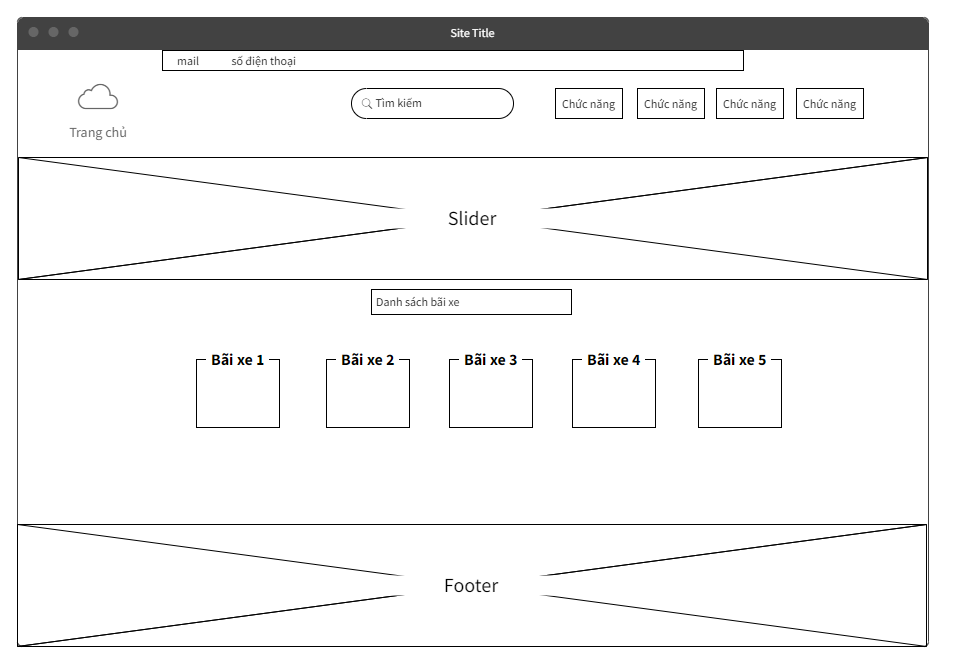 Site Title
mail số điện thoại
Tìm kiếm
Chức năng Chức năng Chức năng Chức năng
Trang chủ
Slider
Danh sách bãi xe
Bãi xe 1 Bãi xe 2 Bãi xe 3 Bãi xe 4 Bãi xe 5
Footer